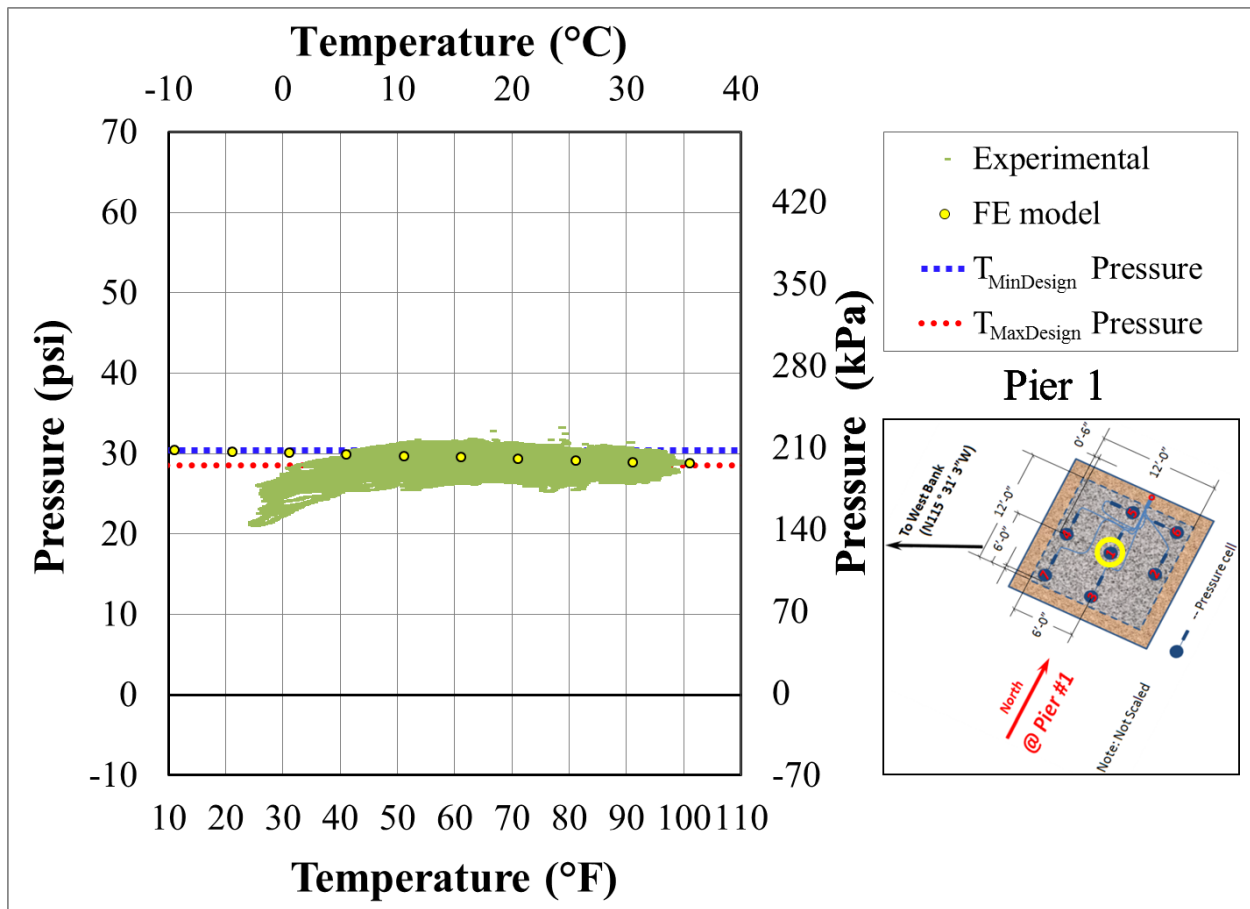 Temperature (°C)
-10 0 10 20 30 40
70
60
50
40
30
20
10
0
-10
Pressure (psi)
420
350
280
210
140
70
0
-70
Pressure (kPa)
10 20 30 40 50 60 70 80 90 100 110
Temperature (°F)
Experimental
FE model
TMinDesign Pressure
TMaxDesign Pressure
Pier 1
To West Bank
(N115° 31' 3"W)
0'-6"
12'-0"
12'-0"
6'-0"
6'-0"
North
@ Pier #1
Note: Not Scaled
-- Pressure cell